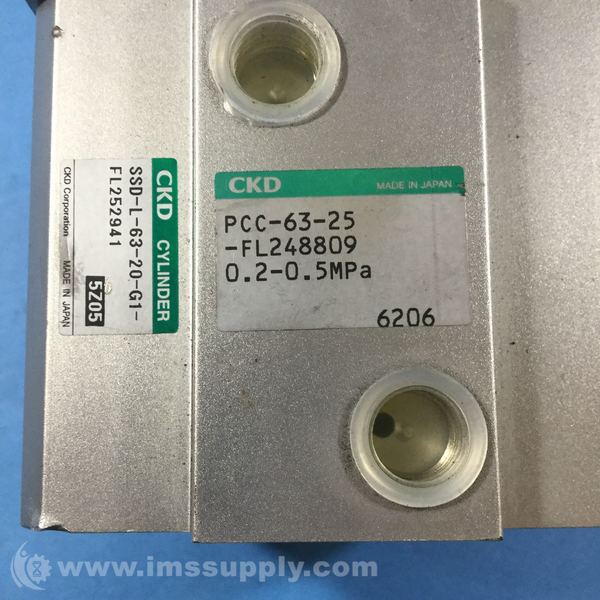 CKD CYLINDER
SSD-L-63-20-G1-
FL252941
5Z05
CKD Corporation MADE IN JAPAN
CKD MADE IN JAPAN
PCC-63-25
-FL248809
0.2-0.5MPa
6206
www.imssupply.com